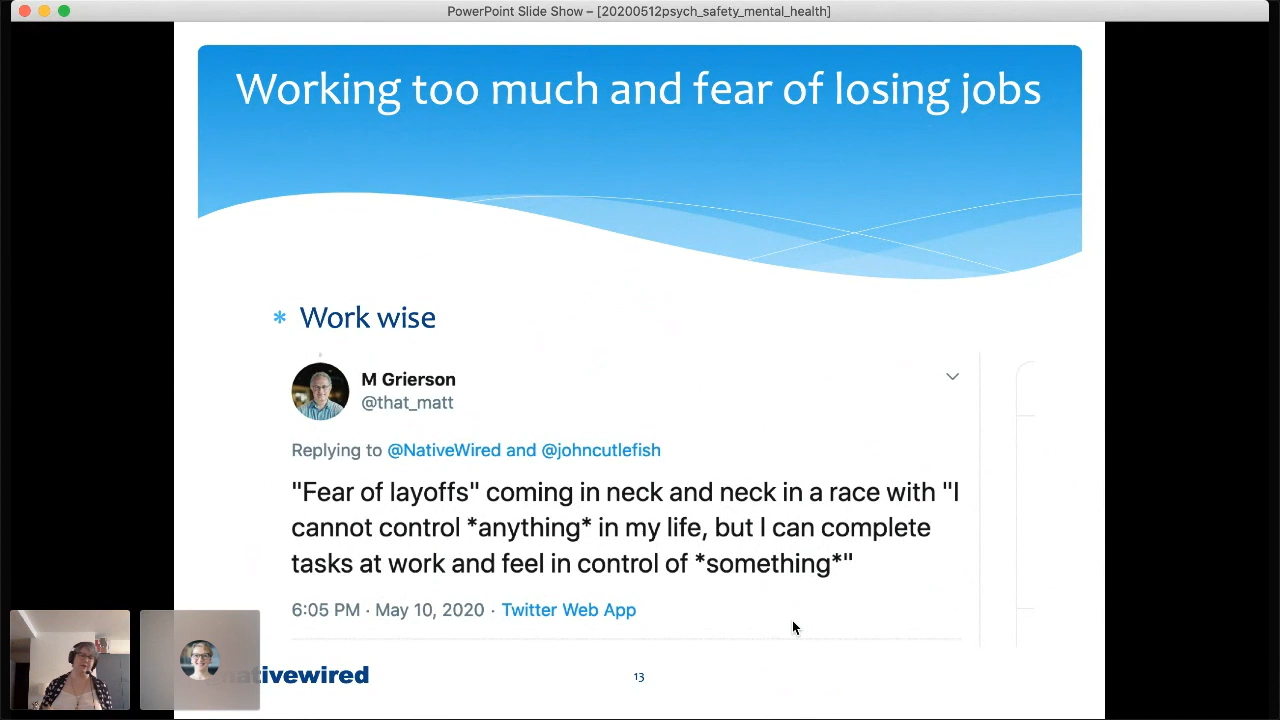 PowerPoint Slide Show – [20200512psych_safety_mental_health]
Working too much and fear of losing jobs
* Work wise
M Grierson
@that_matt
Replying to @NativeWired and @johncutlefish
"Fear of layoffs" coming in neck and neck in a race with "I
cannot control *anything* in my life, but I can complete
tasks at work and feel in control of *something*"
6:05 PM · May 10, 2020 · Twitter Web App
nativewired
13